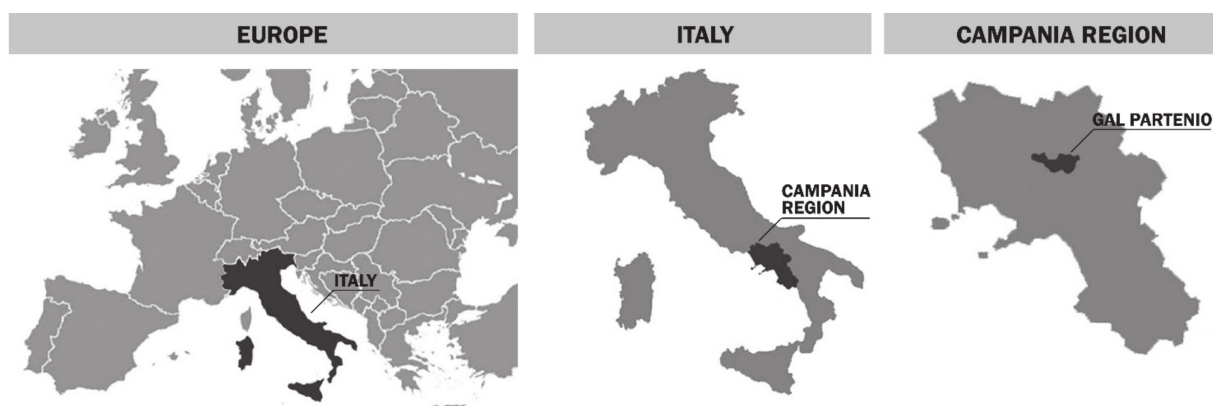 EUROPE
ITALY
CAMPANIA REGION
ITALY
CAMPANIA
REGION
GAL PARTENIO